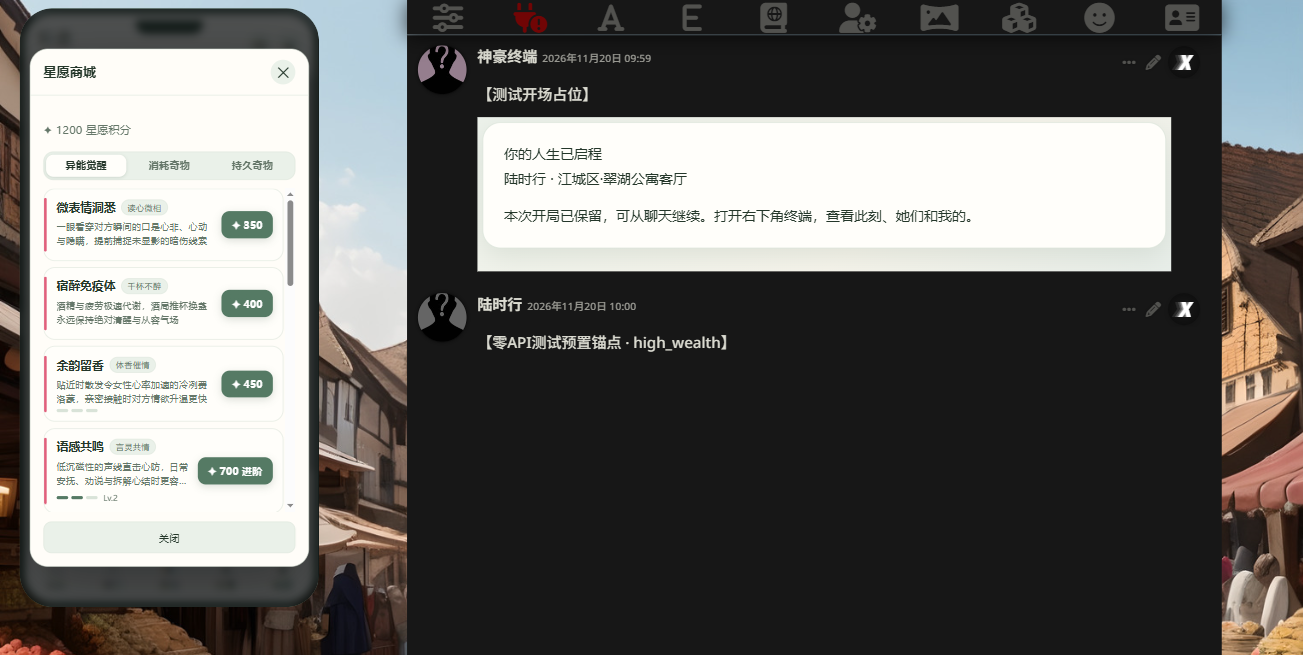 星愿商城
✦ 1200 星愿积分
异能觉醒 消耗奇物 持久奇物
微表情洞悉 读心微相
一眼看穿对方瞬间的口是心非、心动
与隐瞒，提前捕捉未显影的暗伤线索
✦ 350
宿醉免疫体 千杯不醉
酒精与疲劳极速代谢，酒局推杯换盏
永远保持绝对清醒与从容气场
✦ 400
余韵留香 体香催情
贴近时散发令女性心率加速的冷冽费
洛蒙，亲密接触时对方情欲升温更快
✦ 450
语感共鸣 言灵共情
低沉磁性的声线直击心防，日常
安抚、劝说与拆解心结时更容...
✦ 700 进阶
Lv.2
关闭
神豪终端 2026年11月20日 09:59
【测试开场占位】
你的人生已启程
陆时行 · 江城区·翠湖公寓客厅
本次开局已保留，可从聊天继续。打开右下角终端，查看此刻、她们和我的。
陆时行 2026年11月20日 10:00
【零API测试预置锚点 · high_wealth】